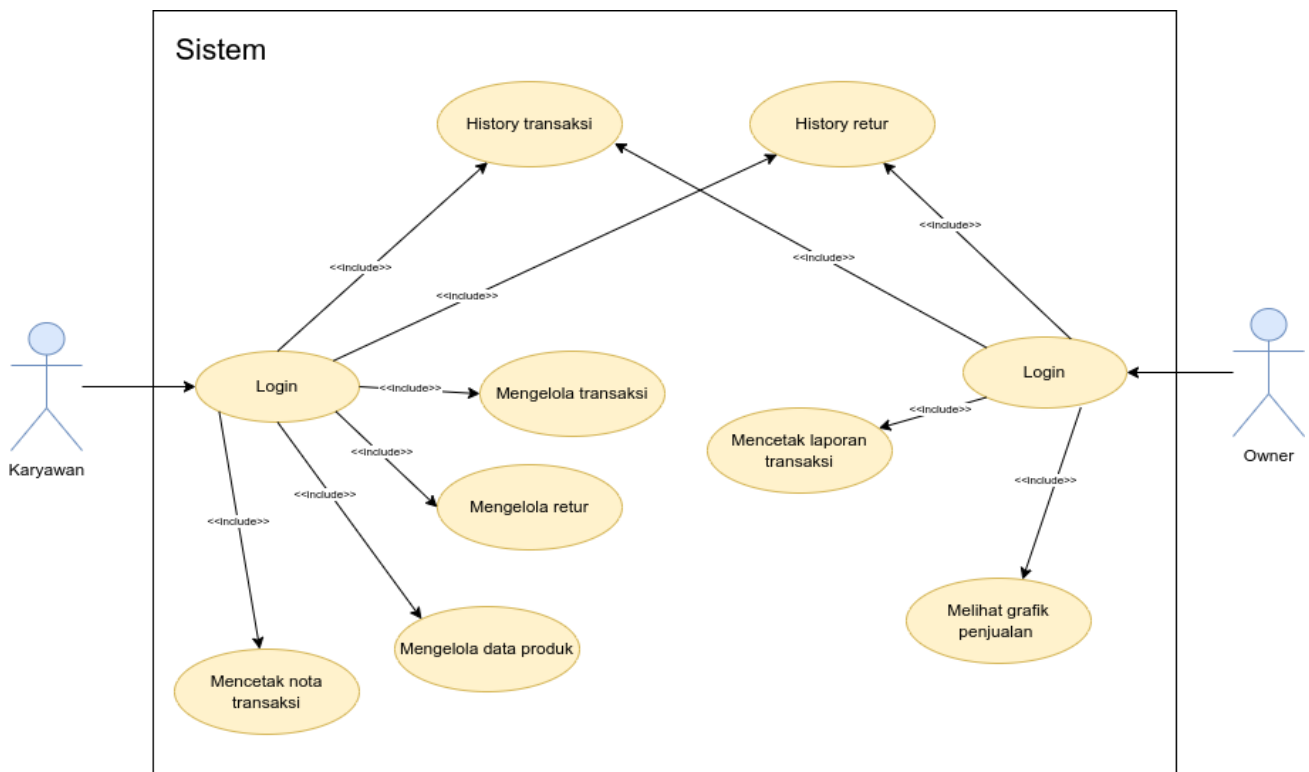 Sistem
History transaksi
History retur
<<Include>>
<<Include>>
<<Include>>
<<Include>>
Login
Login
Mengelola transaksi
<<Include>>
<<Include>>
Mencetak laporan
transaksi
Karyawan
Owner
<<Include>>
<<Include>>
Mengelola retur
<<Include>>
<<Include>>
Melihat grafik
penjualan
Mengelola data produk
Mencetak nota
transaksi